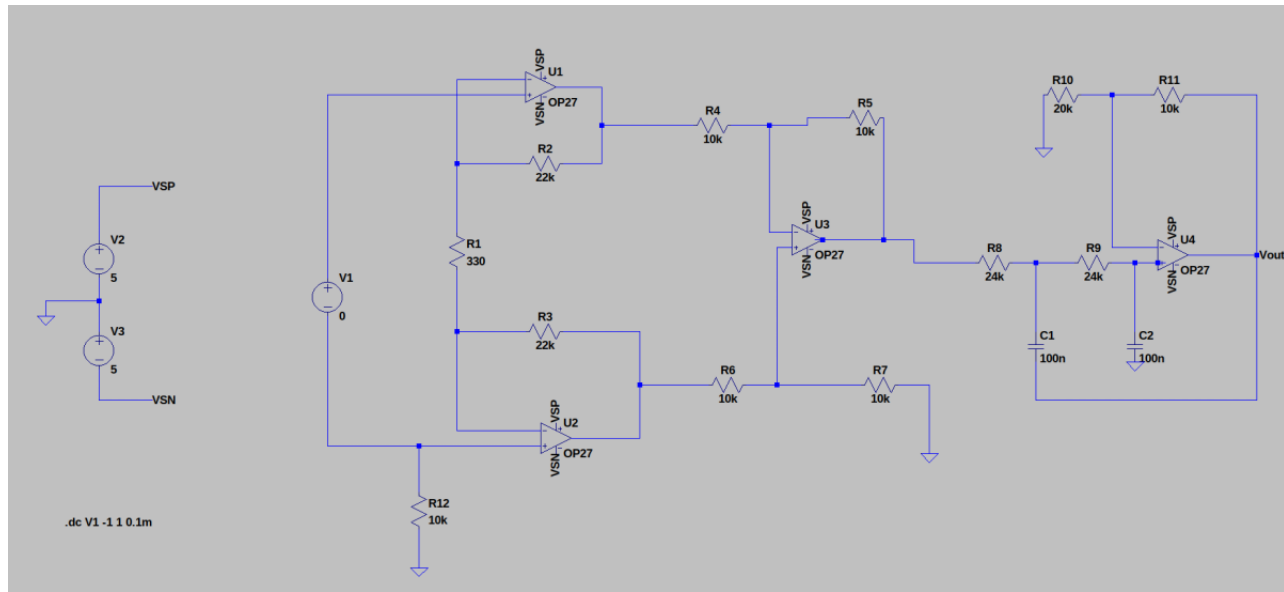 VSP
V2
5
V3
5
VSN
.dc V1 -1 1 0.1m
V1
0
VSP
U1
VSN
OP27
R2
22k
R1
330
R3
22k
VSP
U2
VSN
OP27
R12
10k
R4
10k
R5
10k
VSP
U3
VSN
OP27
R6
10k
R7
10k
R8
24k
R9
24k
C1
100n
C2
100n
R10
20k
R11
10k
VSP
U4
VSN
OP27
Vout